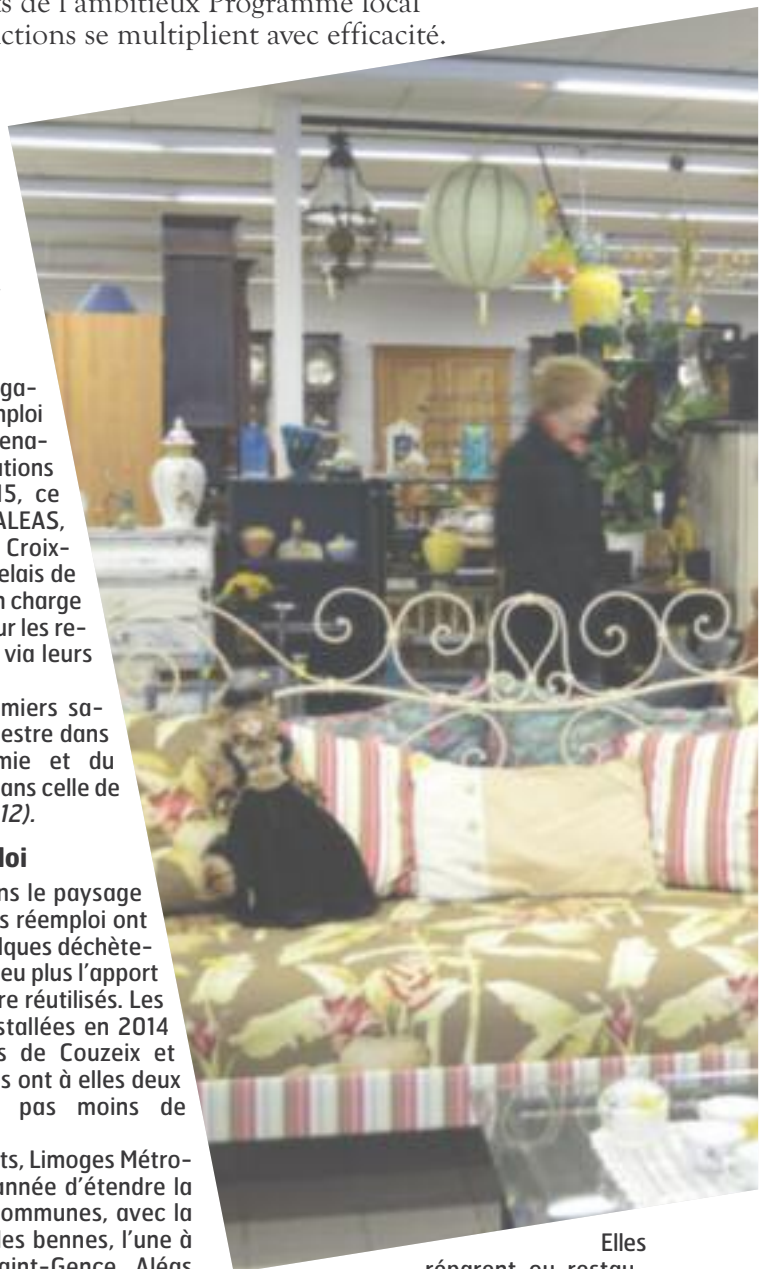 ts de l'ambitieux Programme local
ctions se multiplient avec efficacité.
ga-
nploi
ena-
ations
15, ce
ALEAS,
Croix-
elais de
n charge
ur les re-
via leurs
miers sa-
estre dans
mie et du
ans celle de
12).
loi
ns le paysage
s réemploi ont
lques déchète-
eu plus l'apport
re réutilisés. Les
stallées en 2014
s de Couzeix et
s ont à elles deux
pas moins de
ts, Limoges Métro-
année d'étendre la
communes, avec la
les bennes, l'une à
Saint-Gence. Aléas
Elles
réparent ou restau-